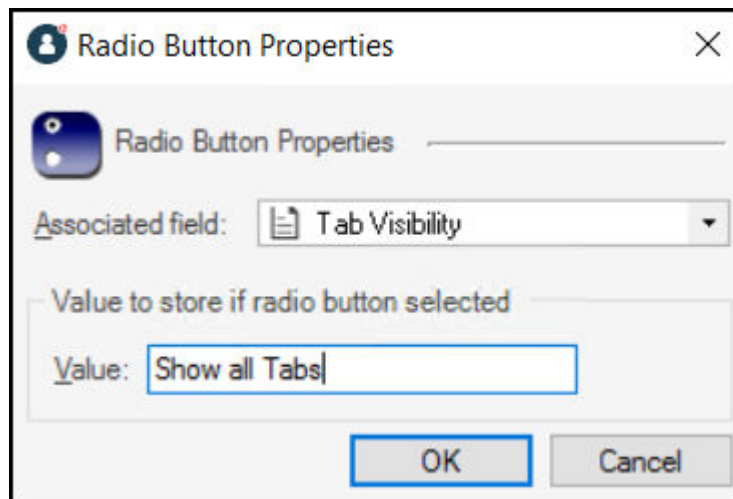 Radio Button Properties
Radio Button Properties
Associated field: Tab Visibility
Value to store if radio button selected
Value: Show all Tabs
OK Cancel